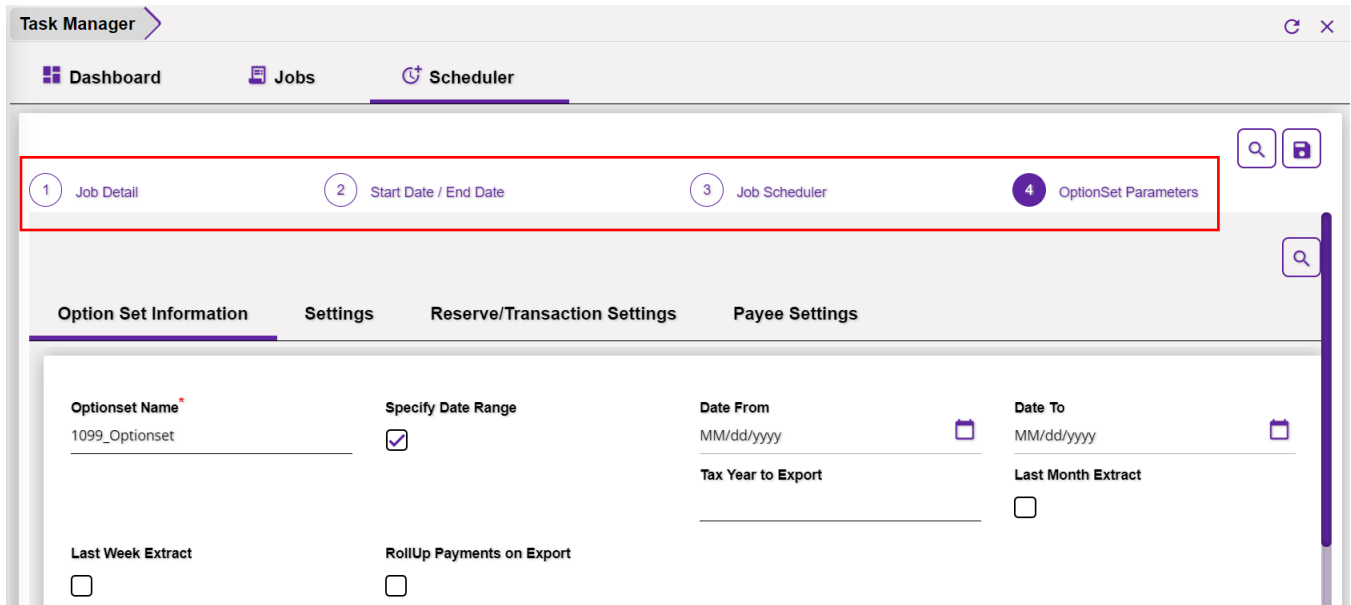 Task Manager
Dashboard Jobs Scheduler
1 Job Detail 2 Start Date / End Date 3 Job Scheduler 4 OptionSet Parameters
Option Set Information Settings Reserve/Transaction Settings Payee Settings
Optionset Name* Specify Date Range Date From Date To
1099_Optionset MM/dd/yyyy MM/dd/yyyy
Tax Year to Export Last Month Extract
Last Week Extract RollUp Payments on Export